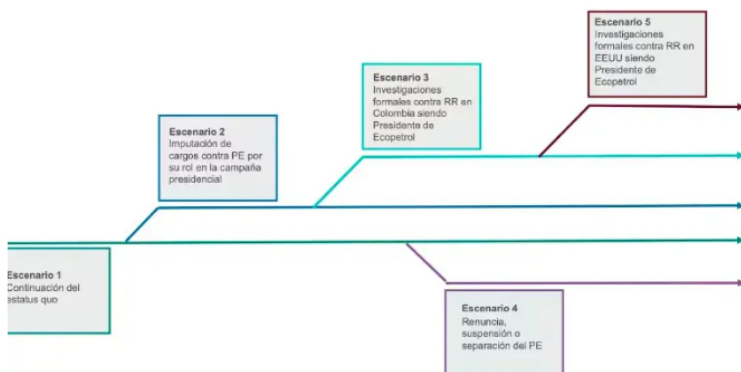 Escenario 5
Investigaciones
formales contra RR en
EEUU siendo
Presidente de
Ecopetrol
Escenario 3
Investigaciones
formales contra RR en
Colombia siendo
Presidente de
Ecopetrol
Escenario 2
Imputación de
cargos contra PE por
su rol en la campaña
presidencial
Escenario 1
Continuación del
estatus quo
Escenario 4
Renuncia,
suspensión o
separación del PE